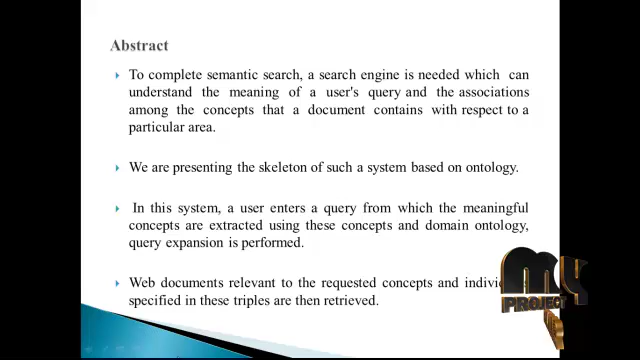 Abstract
To complete semantic search, a search engine is needed which can
understand the meaning of a user's query and the associations
among the concepts that a document contains with respect to a
particular area.
We are presenting the skeleton of such a system based on ontology.
In this system, a user enters a query from which the meaningful
concepts are extracted using these concepts and domain ontology,
query expansion is performed.
Web documents relevant to the requested concepts and
specified in these triples are then retrieved.
MY
PROJECT